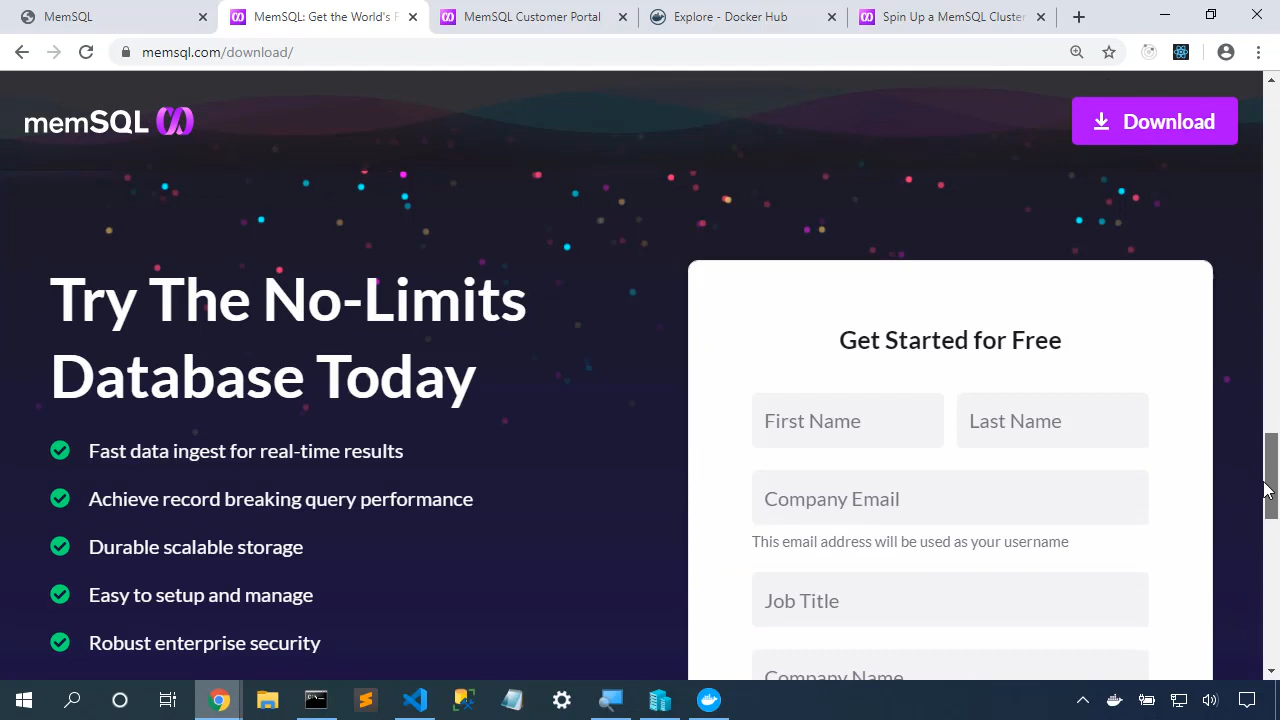 MemSQL
MemSQL: Get the World's F
MemSQL Customer Portal
Explore - Docker Hub
Spin Up a MemSQL Cluster
memsql.com/download/
memSQL
Download
Try The No-Limits
Database Today
Fast data ingest for real-time results
Achieve record breaking query performance
Durable scalable storage
Easy to setup and manage
Robust enterprise security
Get Started for Free
First Name
Last Name
Company Email
This email address will be used as your username
Job Title
Company Name